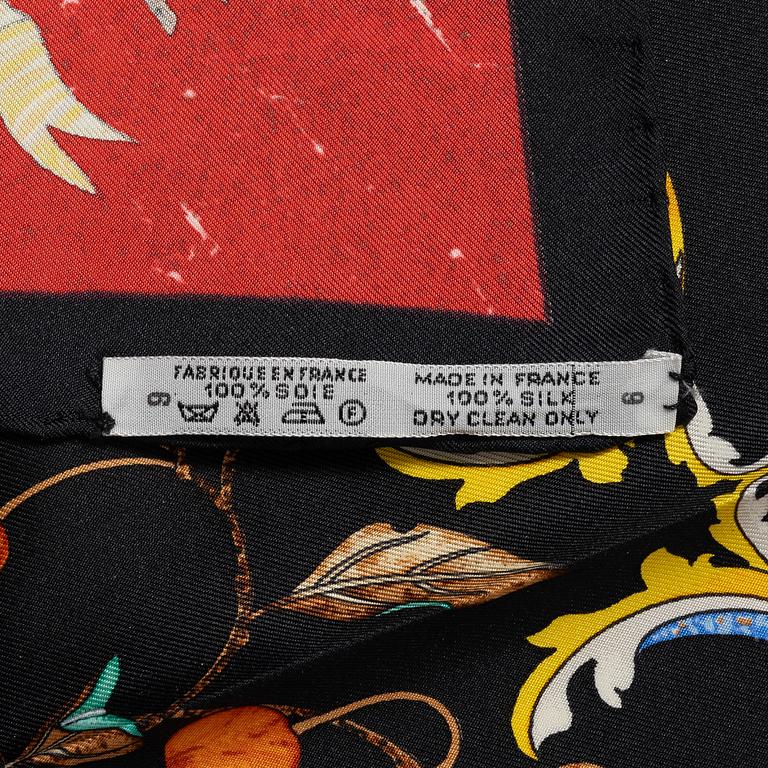 FABRIQUE EN FRANCE
100% SOIE
P
MADE IN FRANCE
100% SILK
DRY CLEAN ONLY